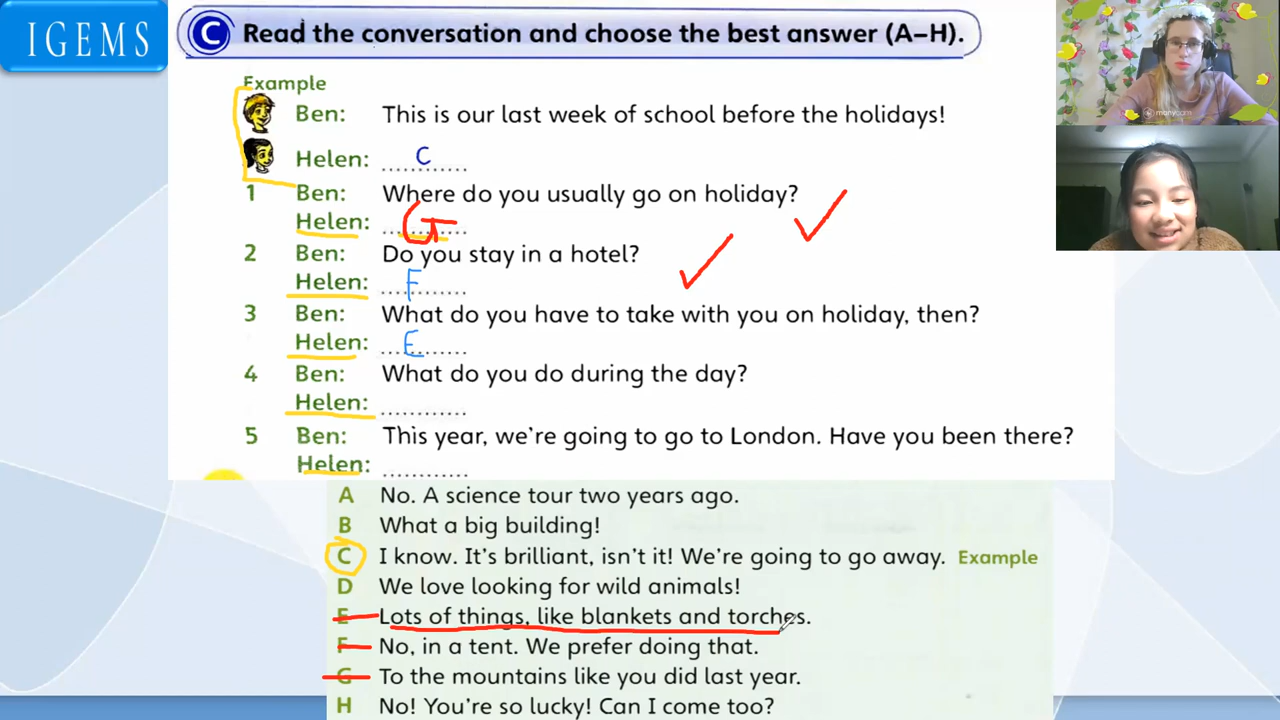 IGEMS
C Read the conversation and choose the best answer (A–H).
Example
Ben: This is our last week of school before the holidays!
Helen: C
1 Ben: Where do you usually go on holiday?
Helen: G
2 Ben: Do you stay in a hotel?
Helen: F
3 Ben: What do you have to take with you on holiday, then?
Helen: E
4 Ben: What do you do during the day?
Helen: ............
5 Ben: This year, we're going to go to London. Have you been there?
Helen: ............
A No. A science tour two years ago.
B What a big building!
C I know. It's brilliant, isn't it! We're going to go away. Example
D We love looking for wild animals!
E Lots of things, like blankets and torches.
F No, in a tent. We prefer doing that.
G To the mountains like you did last year.
H No! You're so lucky! Can I come too?
manycam